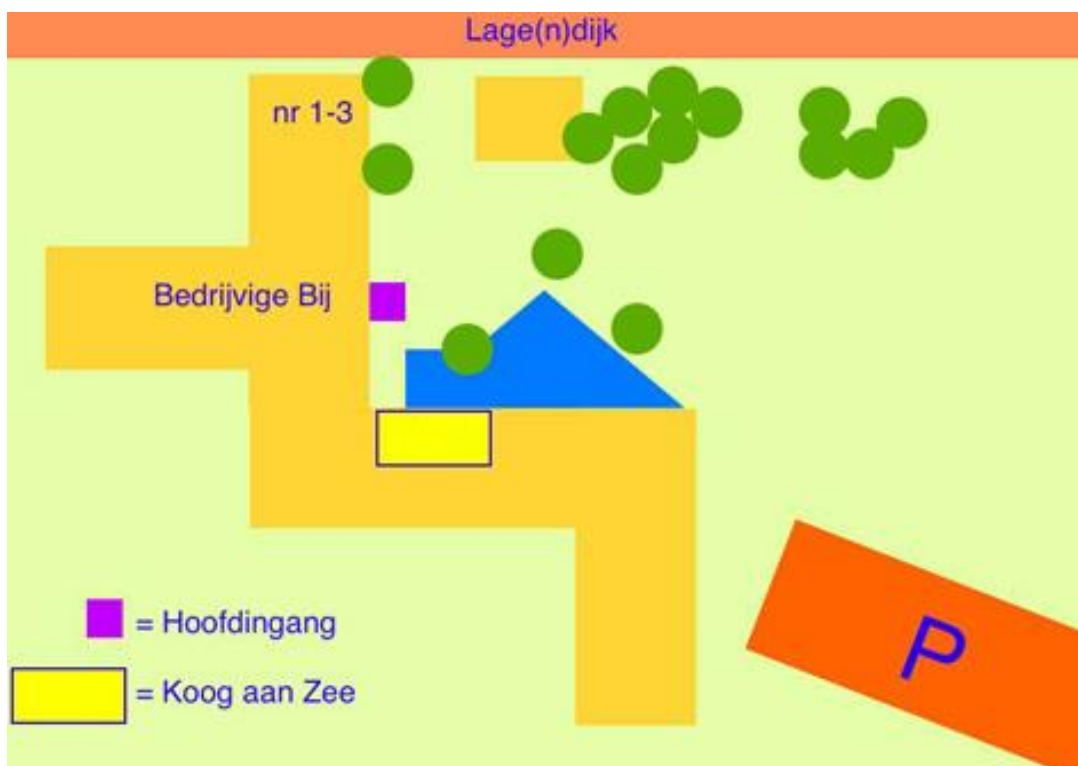 Lage(n)dijk
nr 1-3
Bedrijvige Bij
= Hoofdingang
= Koog aan Zee
P